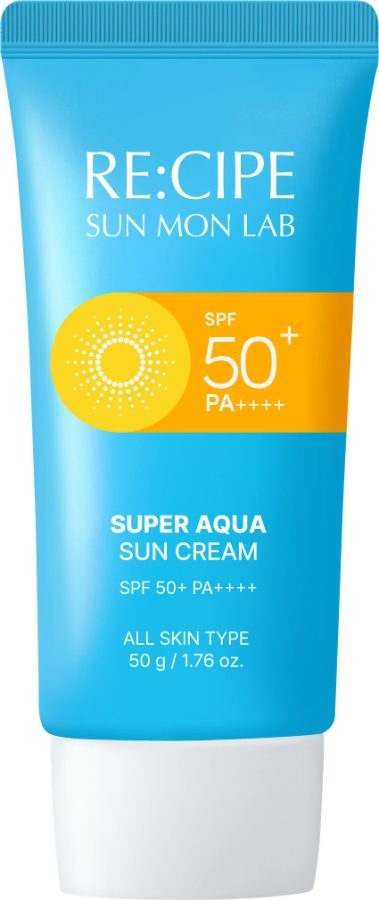 RE:CIPE
SUN MON LAB
SPF
50+
PA++++
SUPER AQUA
SUN CREAM
SPF 50+ PA++++
ALL SKIN TYPE
50 g / 1.76 oz.